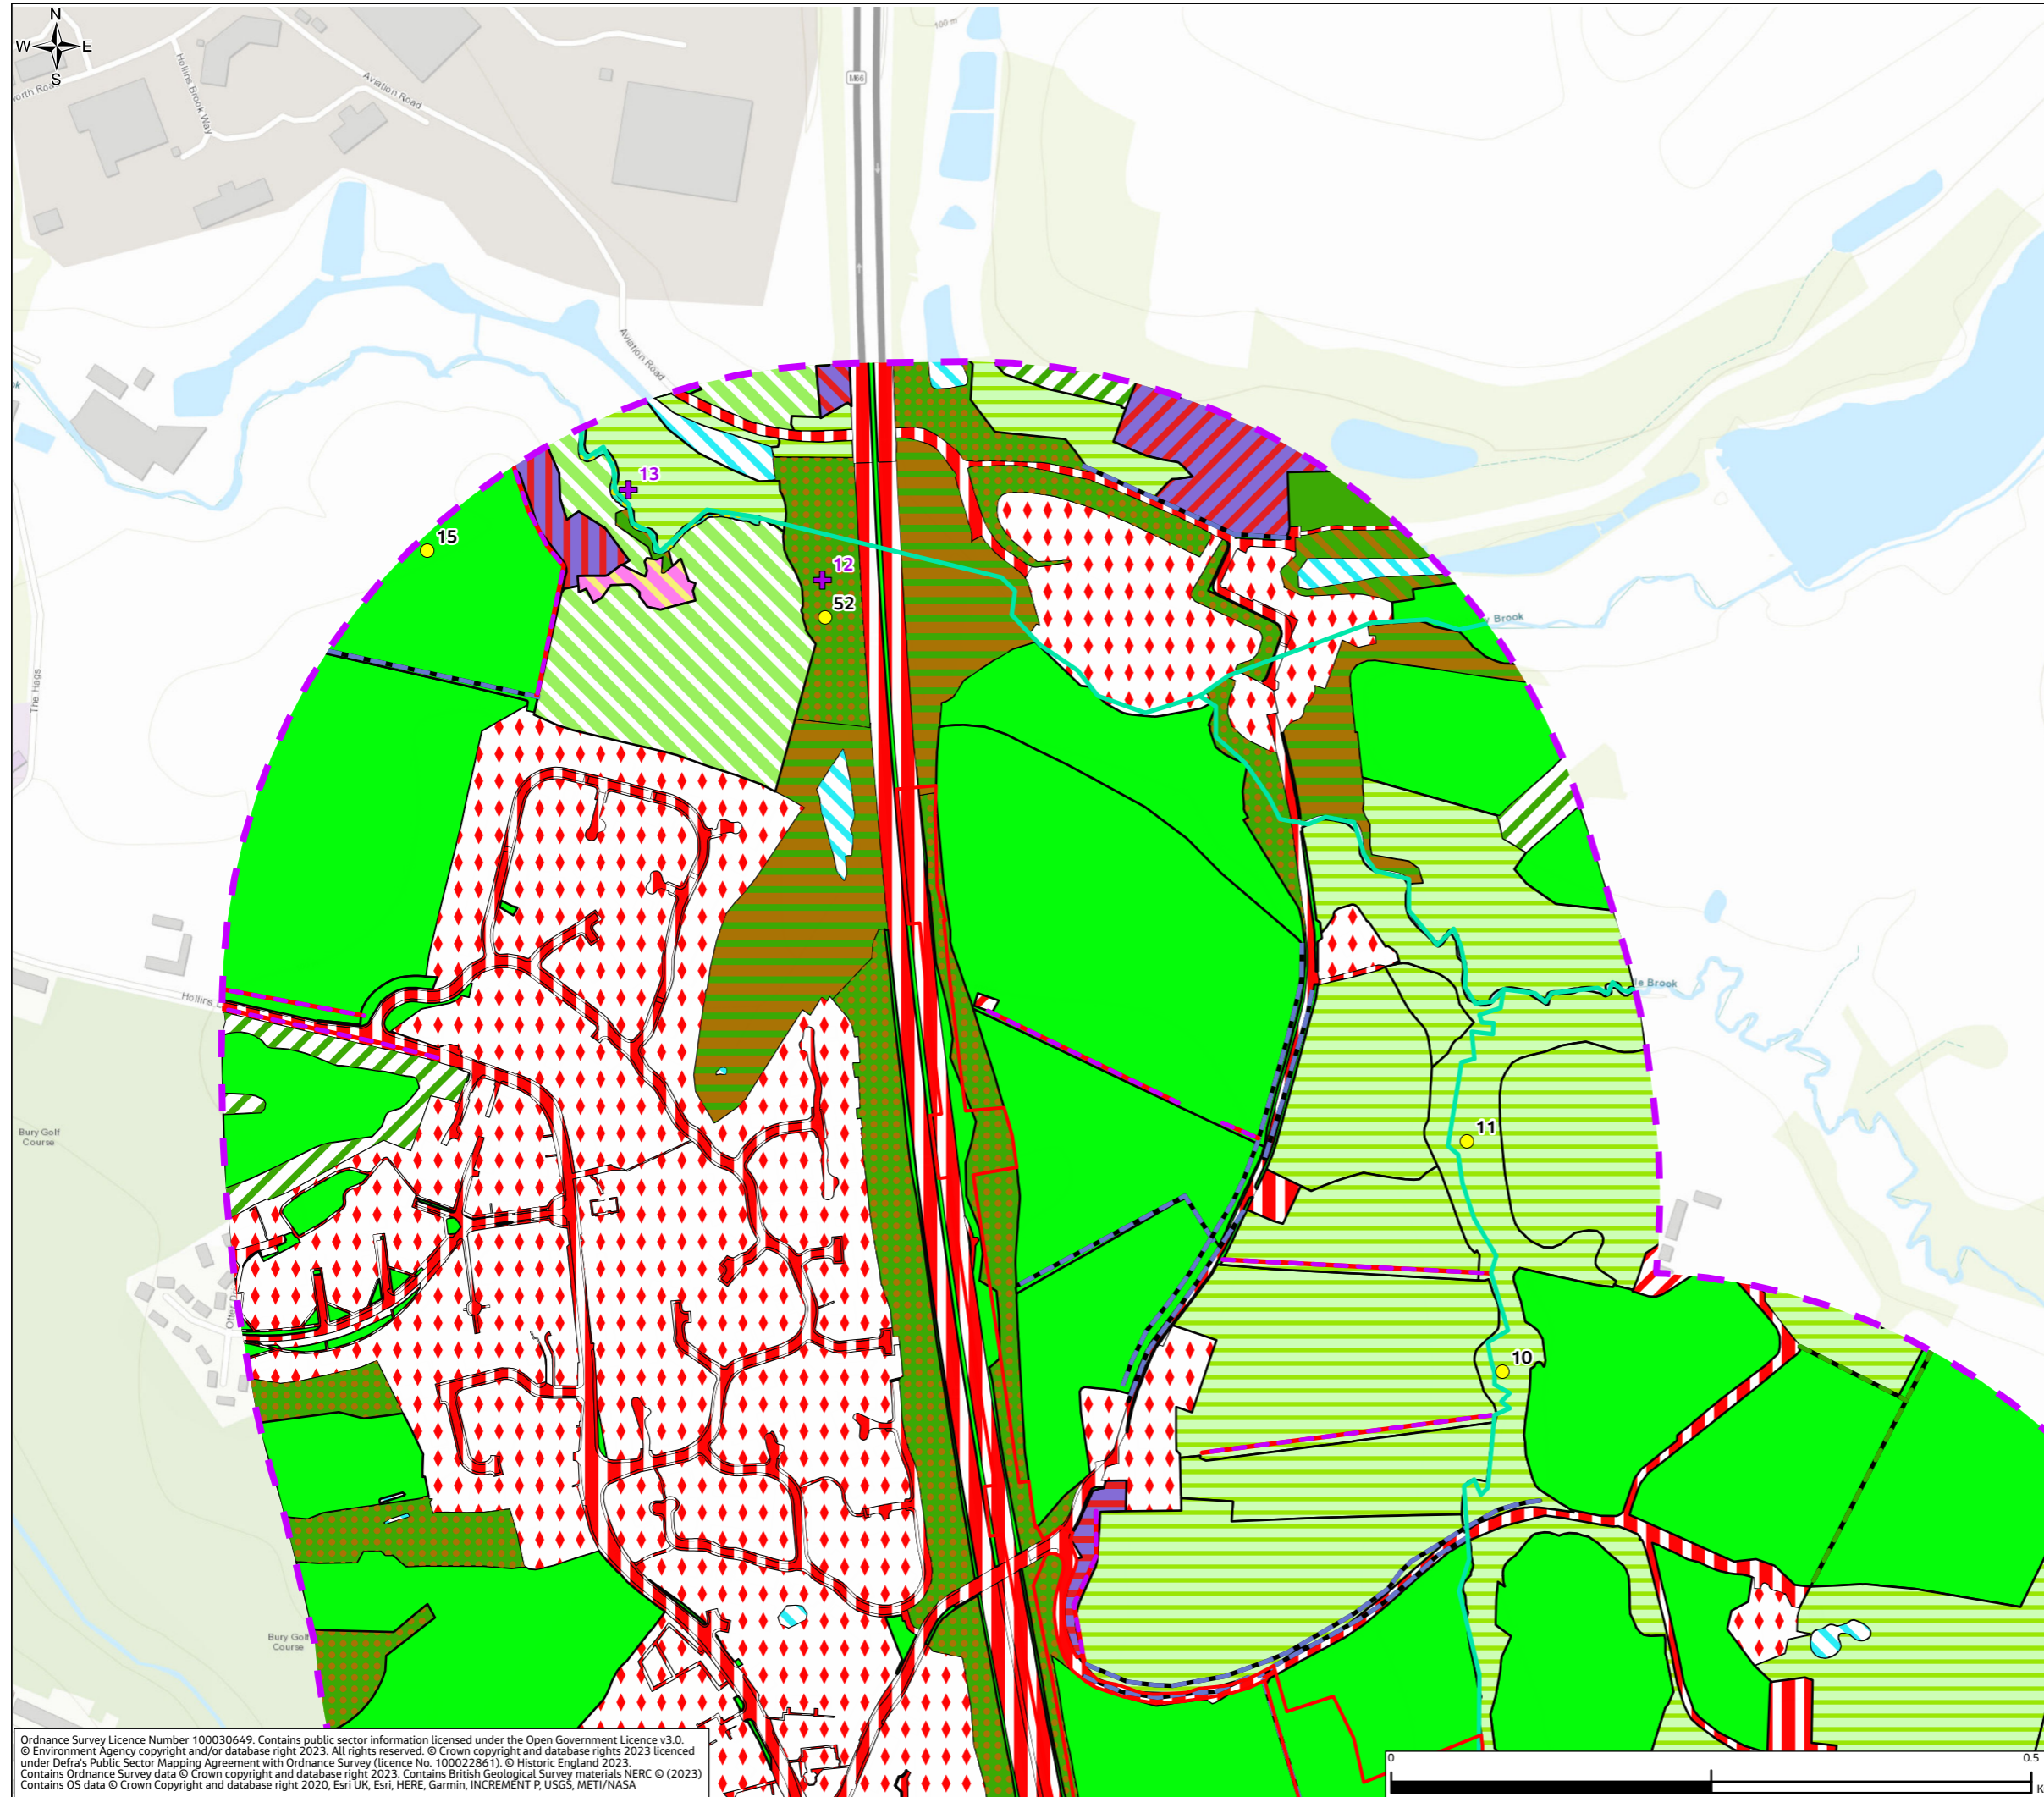 N
W E
S
100 m
M66
Hollins Brook Way
Aviation Road
orth Roa
Aviation Road
13
15
12
52
Brook
The Hags
Hollins
le Brook
Bury Golf
Course
11
Otter Dr
10
Bury Golf
Course
Ordnance Survey Licence Number 100030649. Contains public sector information licensed under the Open Government Licence v3.0.
© Environment Agency copyright and/or database right 2023. All rights reserved. © Crown copyright and database rights 2023 licenced
under Defra's Public Sector Mapping Agreement with Ordnance Survey (licence No. 100022861). © Historic England 2023.
Contains Ordnance Survey data © Crown copyright and database right 2023. Contains British Geological Survey materials NERC © (2023)
Contains OS data © Crown Copyright and database right 2020, Esri UK, Esri, HERE, Garmin, INCREMENT P, USGS, METI/NASA
0 0.5
K